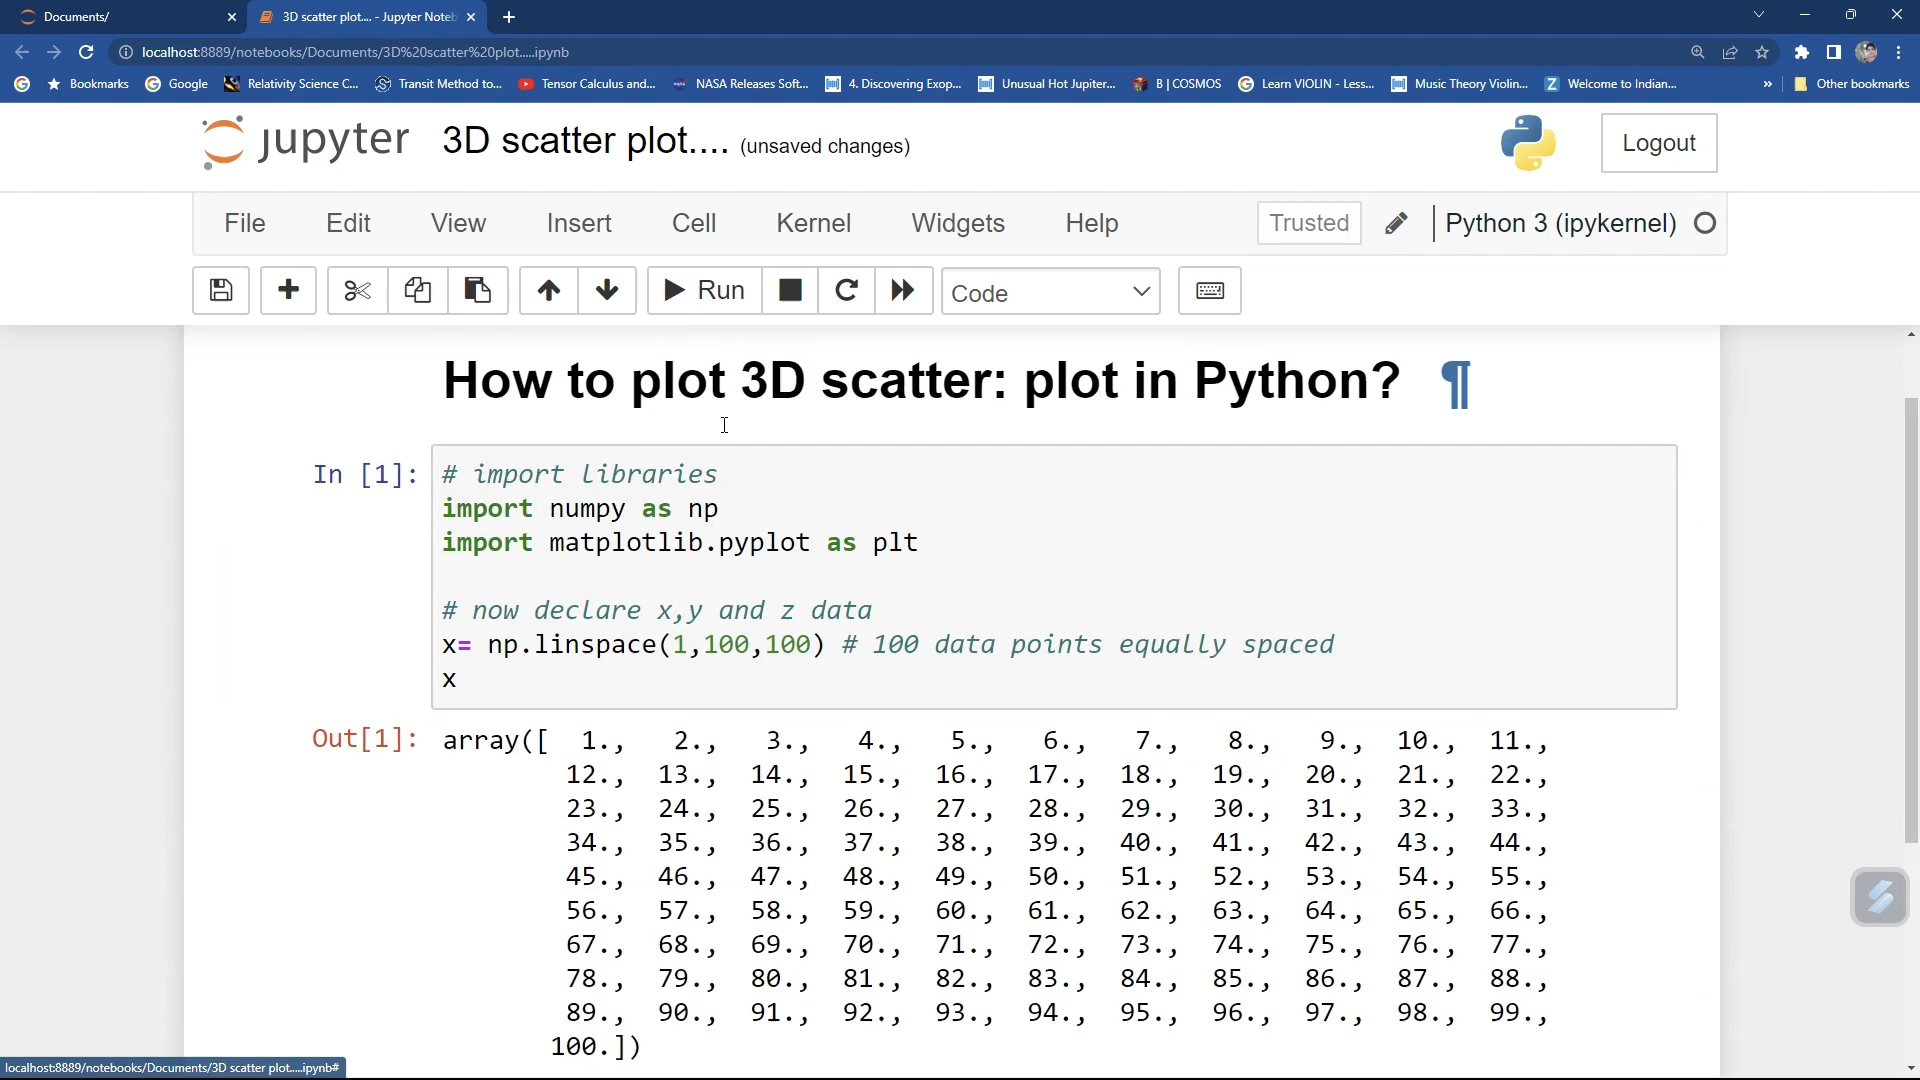 Documents/
3D scatter plot.... - Jupyter Noteb
localhost:8889/notebooks/Documents/3D%20scatter%20plot.....ipynb
Bookmarks Google Relativity Science C... Transit Method to... Tensor Calculus and... NASA Releases Soft... 4. Discovering Exop... Unusual Hot Jupiter... B | COSMOS Learn VIOLIN - Less... Music Theory Violin... Welcome to Indian... » Other bookmarks
jupyter 3D scatter plot.... (unsaved changes) Logout
File Edit View Insert Cell Kernel Widgets Help Trusted Python 3 (ipykernel)
Run Code
How to plot 3D scatter: plot in Python? ¶
In [1]: # import libraries
import numpy as np
import matplotlib.pyplot as plt
# now declare x,y and z data
x= np.linspace(1,100,100) # 100 data points equally spaced
x
Out[1]: array([ 1., 2., 3., 4., 5., 6., 7., 8., 9., 10., 11.,
12., 13., 14., 15., 16., 17., 18., 19., 20., 21., 22.,
23., 24., 25., 26., 27., 28., 29., 30., 31., 32., 33.,
34., 35., 36., 37., 38., 39., 40., 41., 42., 43., 44.,
45., 46., 47., 48., 49., 50., 51., 52., 53., 54., 55.,
56., 57., 58., 59., 60., 61., 62., 63., 64., 65., 66.,
67., 68., 69., 70., 71., 72., 73., 74., 75., 76., 77.,
78., 79., 80., 81., 82., 83., 84., 85., 86., 87., 88.,
89., 90., 91., 92., 93., 94., 95., 96., 97., 98., 99.,
100.])
localhost:8889/notebooks/Documents/3D scatter plot.....ipynb#